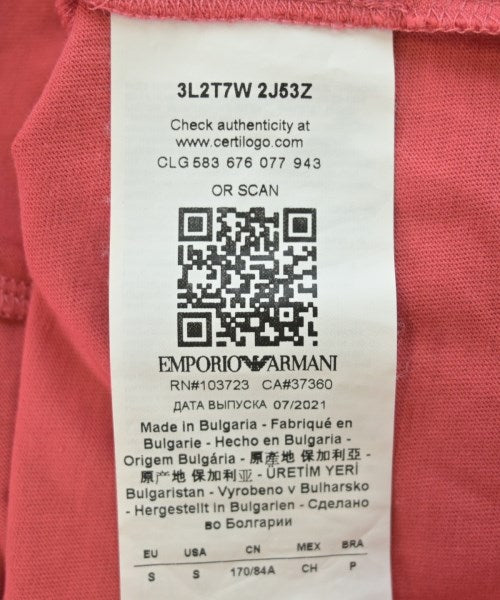 3L2T7W 2J53Z
Check authenticity at
www.certilogo.com
CLG 583 676 077 943
OR SCAN
EMPORIO ARMANI
RN#103723 CA#37360
ДАТА ВЫПУСКА 07/2021
Made in Bulgaria - Fabriqué en
Bulgarie - Hecho en Bulgaria -
Origem Bulgária - 原產地 保加利亞 -
原产地 保加利亚 - ÜRETİM YERİ
Bulgaristan - Vyrobeno v Bulharsko
- Hergestellt in Bulgarien - Сделано
во Болгарии
EU USA CN MEX BRA
S S 170/84A CH P